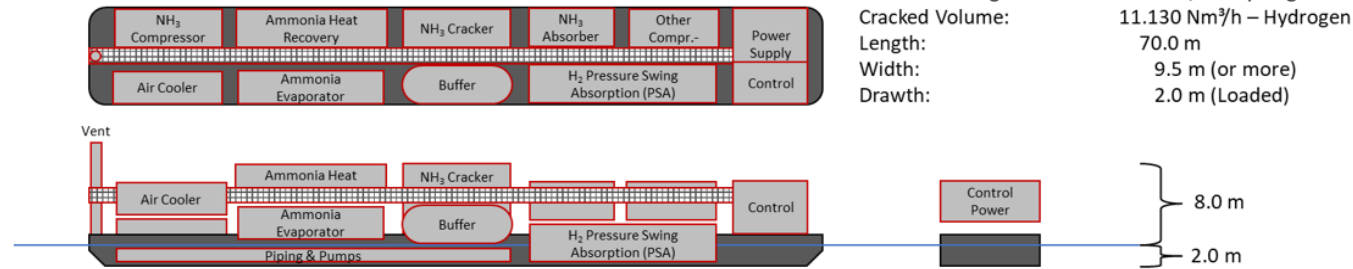 NH₃
Compressor
Ammonia Heat
Recovery
NH₃ Cracker
NH₃
Absorber
Other
Compr.-
Power
Supply
Air Cooler
Ammonia
Evaporator
Buffer
H₂ Pressure Swing
Absorption (PSA)
Control
Cracked Volume: 11.130 Nm³/h – Hydrogen
Length: 70.0 m
Width: 9.5 m (or more)
Drawth: 2.0 m (Loaded)
Vent
Ammonia Heat
NH₃ Cracker
Air Cooler
Ammonia
Evaporator
Buffer
H₂ Pressure Swing
Absorption (PSA)
Control
Piping & Pumps
Control
Power
8.0 m
2.0 m